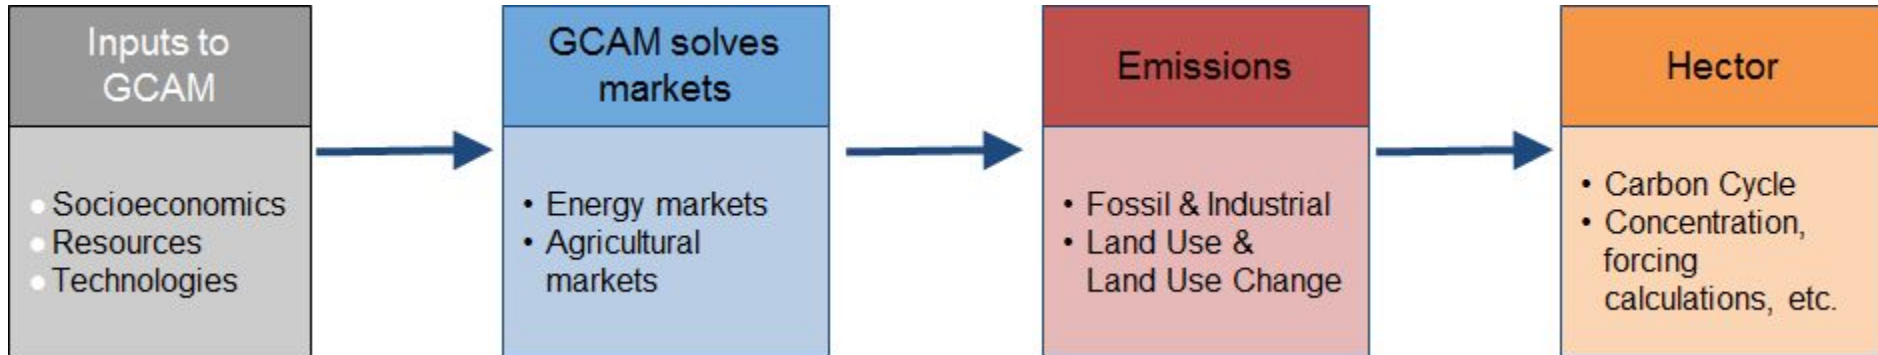 Inputs to
GCAM
• Socioeconomics
• Resources
• Technologies
GCAM solves
markets
• Energy markets
• Agricultural
markets
Emissions
• Fossil & Industrial
• Land Use &
Land Use Change
Hector
• Carbon Cycle
• Concentration,
forcing
calculations, etc.